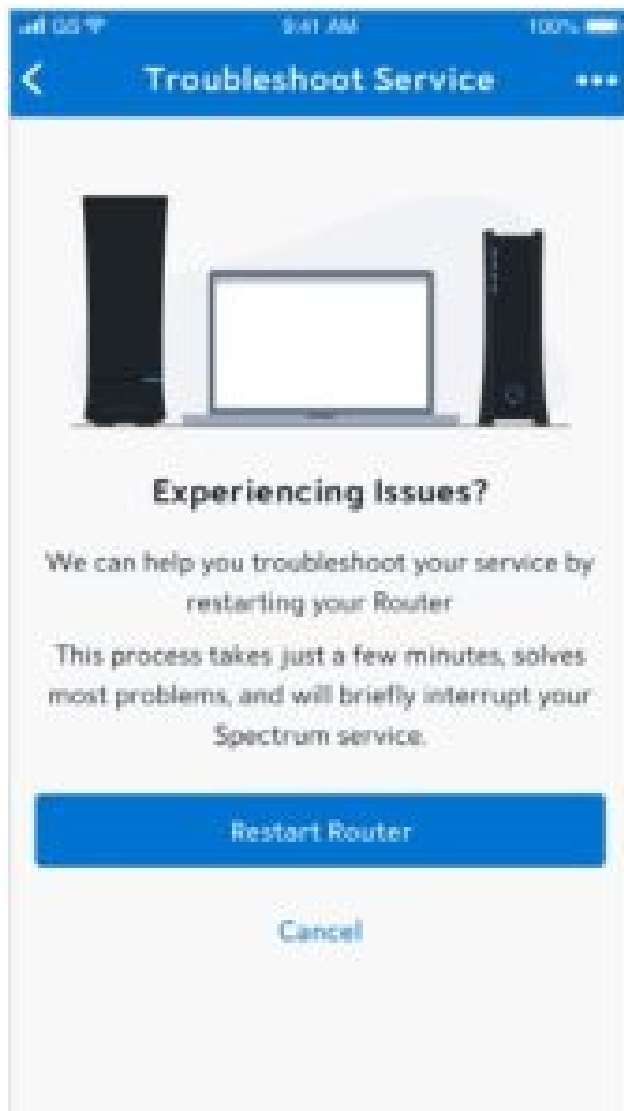 9:41 AM 100%
Troubleshoot Service
Experiencing Issues?
We can help you troubleshoot your service by
restarting your Router
This process takes just a few minutes, solves
most problems, and will briefly interrupt your
Spectrum service.
Restart Router
Cancel